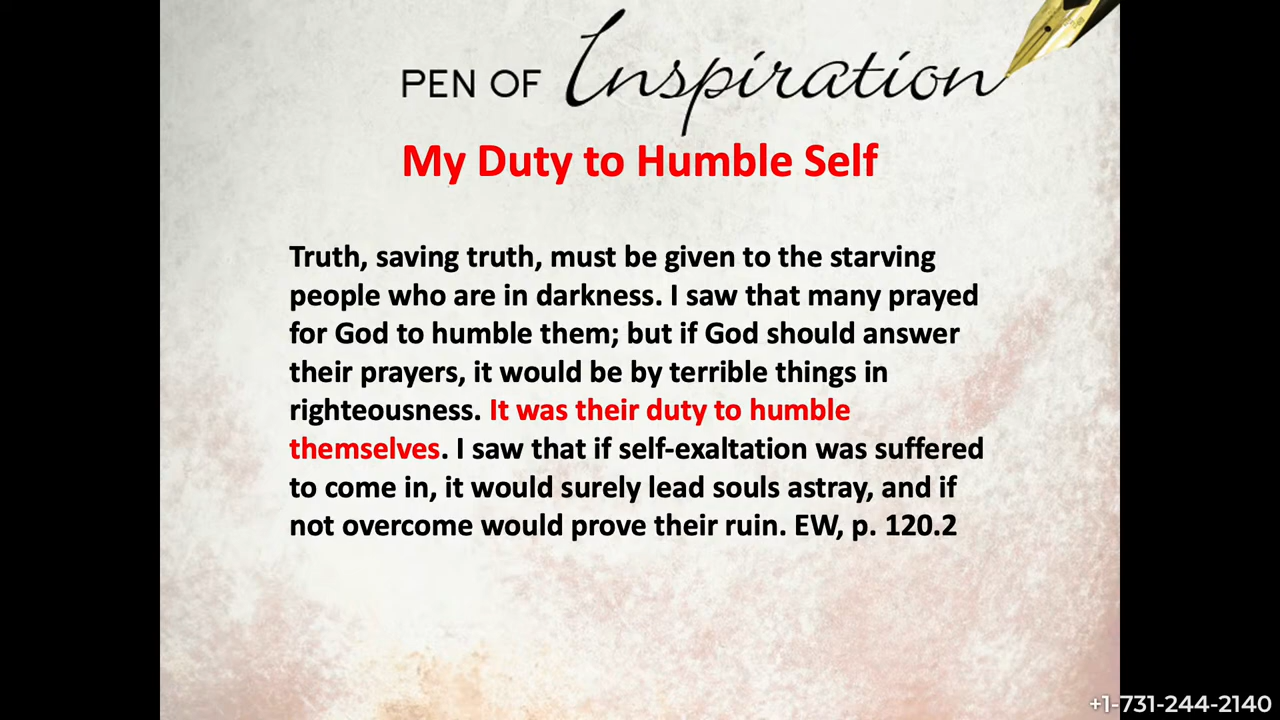 PEN OF Inspiration
My Duty to Humble Self
Truth, saving truth, must be given to the starving
people who are in darkness. I saw that many prayed
for God to humble them; but if God should answer
their prayers, it would be by terrible things in
righteousness. It was their duty to humble
themselves. I saw that if self-exaltation was suffered
to come in, it would surely lead souls astray, and if
not overcome would prove their ruin. EW, p. 120.2
+1-731-244-2140